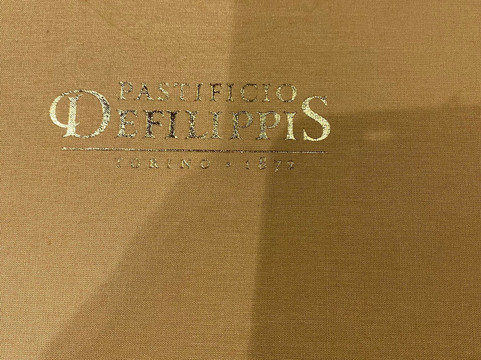 PASTIFICIO
DEFILIPPIS
TORINO • 1872